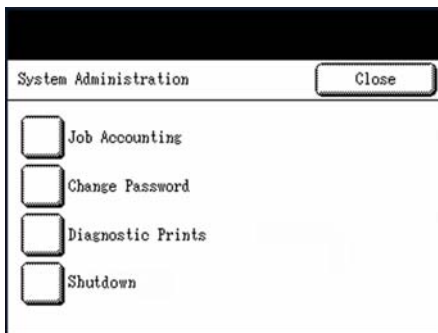 System Administration
Close
Job Accounting
Change Password
Diagnostic Prints
Shutdown